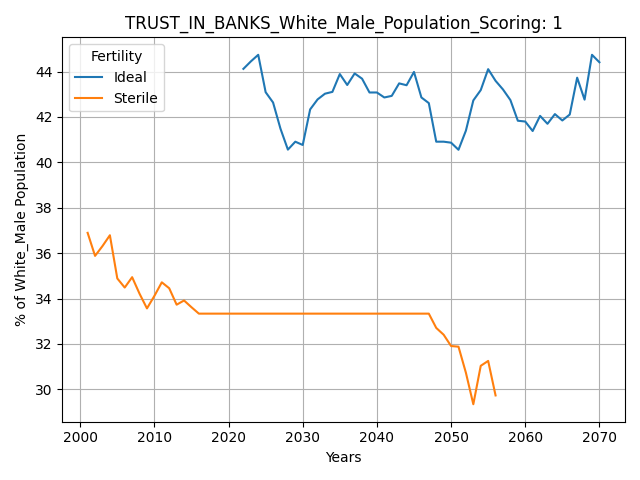 TRUST_IN_BANKS_White_Male_Population_Scoring: 1
Fertility
Ideal
Sterile
% of White_Male Population
44
42
40
38
36
34
32
30
2000 2010 2020 2030 2040 2050 2060 2070
Years